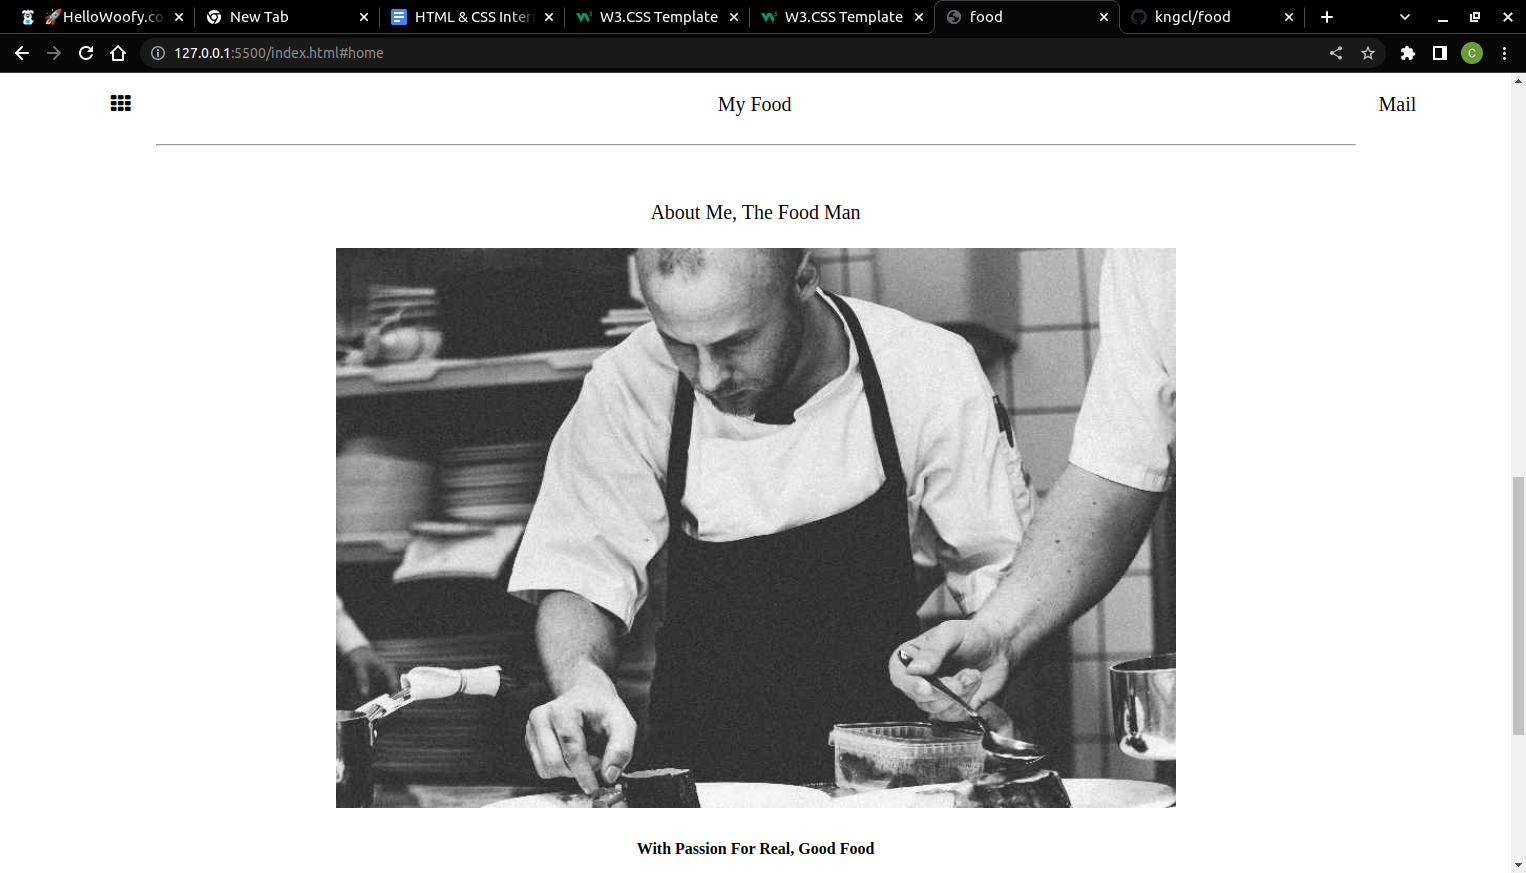 🚀HelloWoofy.co
New Tab
HTML & CSS Inter
W3.CSS Template
W3.CSS Template
food
kngcl/food
127.0.0.1:5500/index.html#home
C
My Food
Mail
About Me, The Food Man
With Passion For Real, Good Food